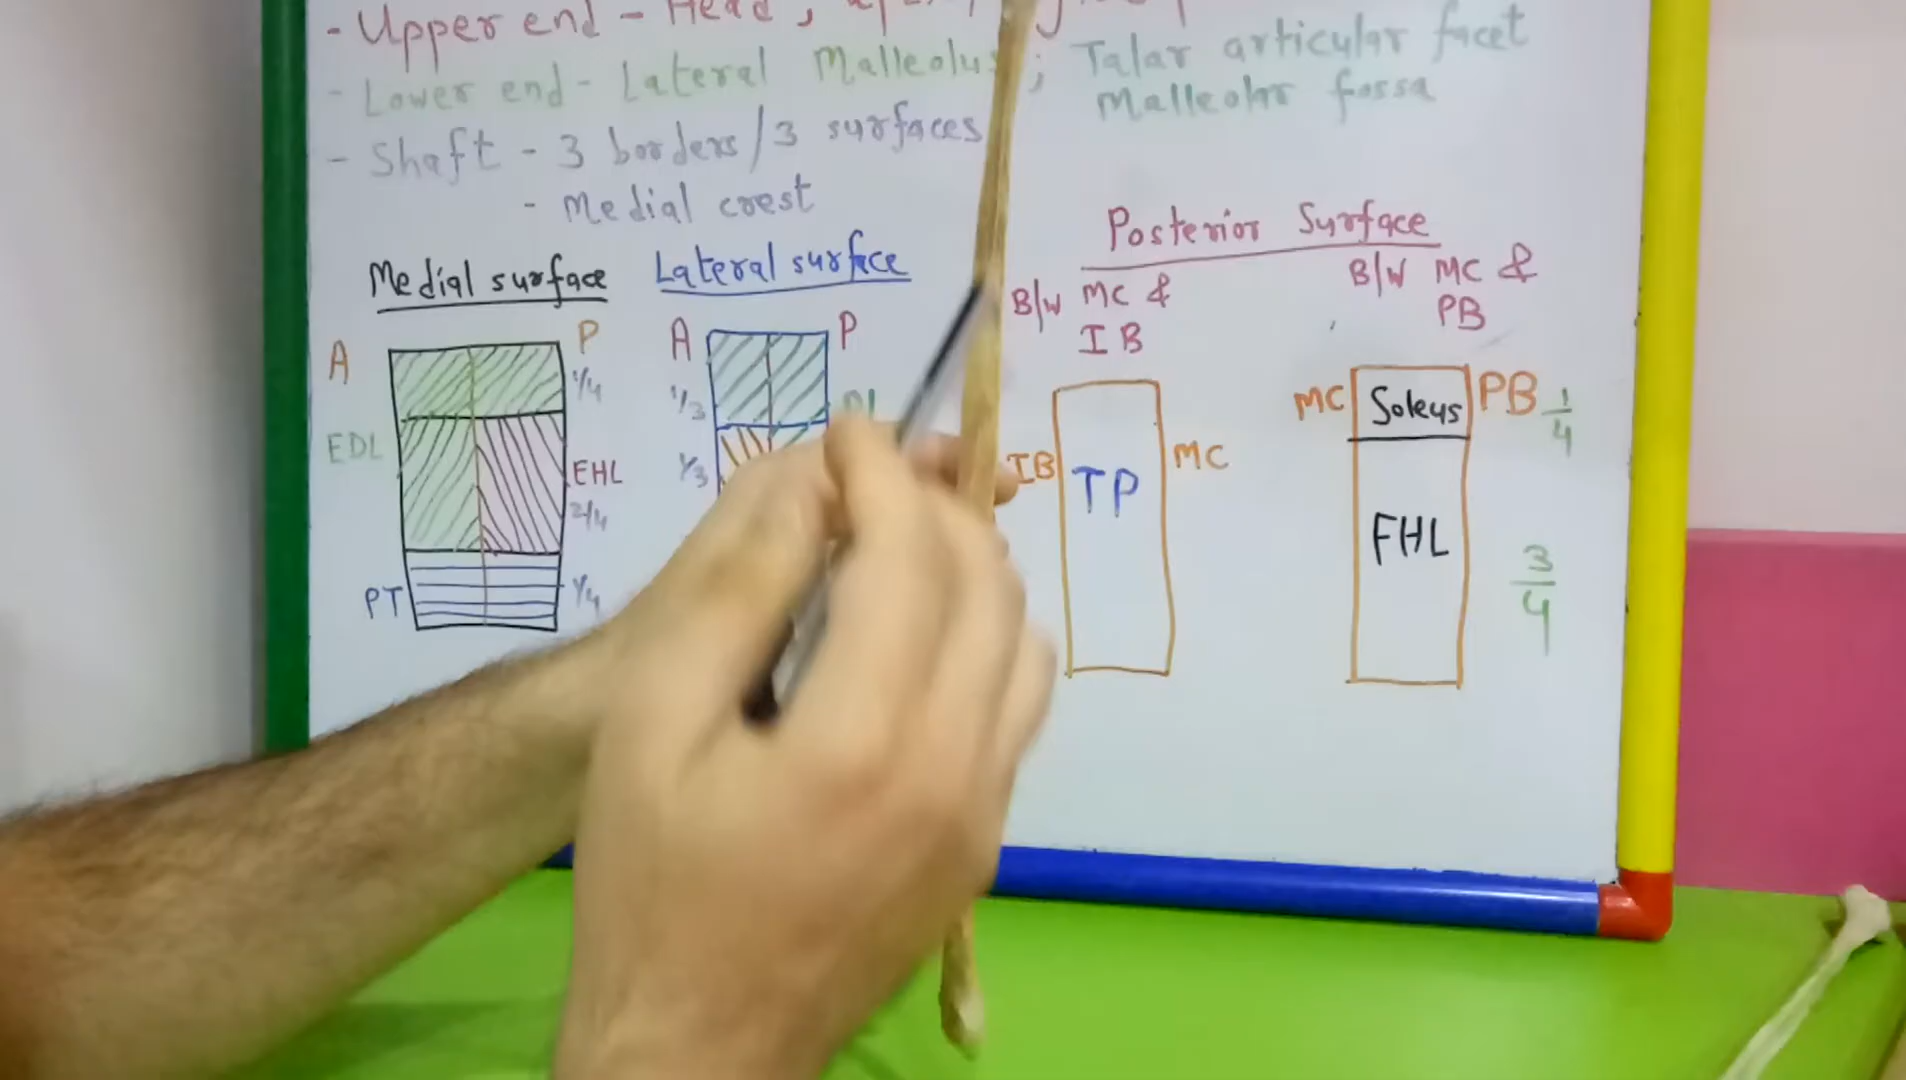 - Upper end - Head,
- Lower end - Lateral Malleolus; Talar articular facet
Malleolar fossa
- Shaft - 3 borders/3 surfaces
- Medial crest
Medial surface
A
P
1/4
EDL
EHL
2/4
PT
1/4
Lateral surface
A
P
1/3
1/3
Posterior Surface
B/W MC &
IB
B/W MC &
PB
IB
TP
MC
MC
Soleus
PB
1/4
FHL
3/4